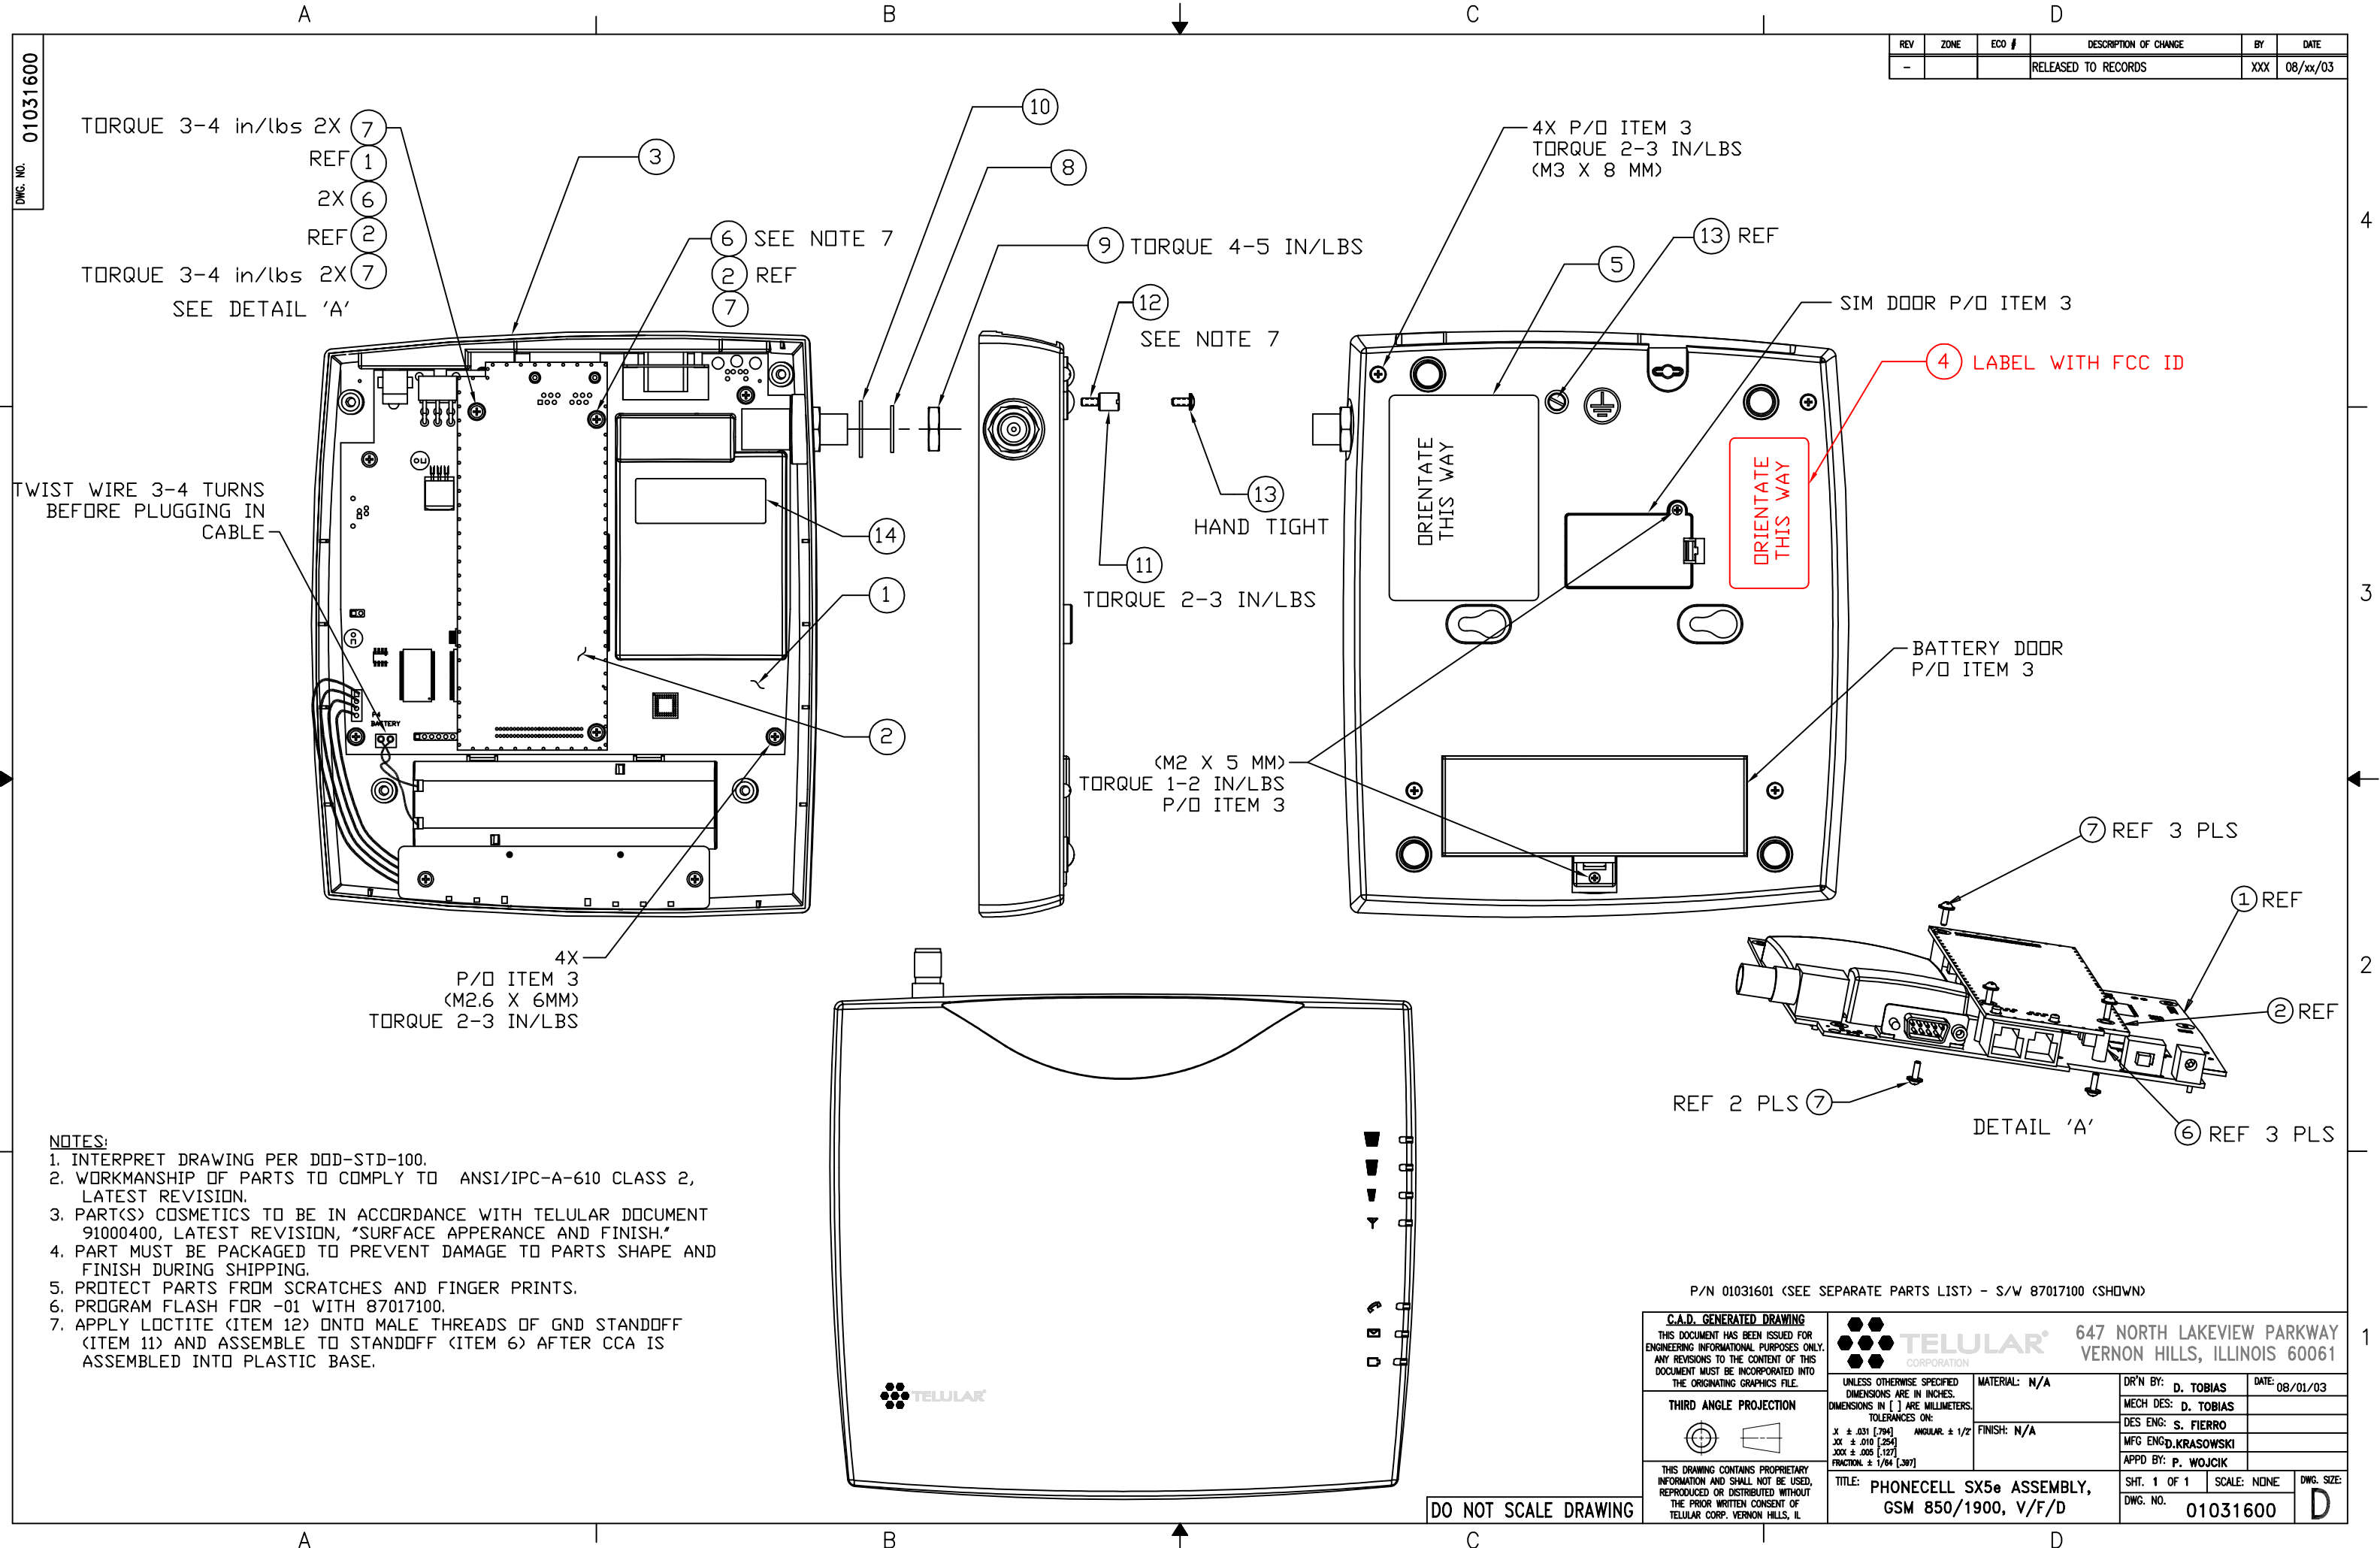 A
B
C
D
DWG. NO. 01031600
REV ZONE ECO # DESCRIPTION OF CHANGE BY DATE
- RELEASED TO RECORDS XXX 08/xx/03
4
3
2
1
TORQUE 3-4 in/lbs 2X 7
REF 1
2X 6
REF 2
TORQUE 3-4 in/lbs 2X 7
SEE DETAIL 'A'
3
6 SEE NOTE 7
2 REF
7
10
8
9 TORQUE 4-5 IN/LBS
12
SEE NOTE 7
13
HAND TIGHT
11
TORQUE 2-3 IN/LBS
4X P/O ITEM 3
TORQUE 2-3 IN/LBS
(M3 X 8 MM)
13 REF
5
SIM DOOR P/O ITEM 3
4 LABEL WITH FCC ID
ORIENTATE
THIS WAY
ORIENTATE
THIS WAY
TWIST WIRE 3-4 TURNS
BEFORE PLUGGING IN
CABLE
14
1
2
P4
BATTERY
BATTERY DOOR
P/O ITEM 3
(M2 X 5 MM)
TORQUE 1-2 IN/LBS
P/O ITEM 3
4X
P/O ITEM 3
(M2.6 X 6MM)
TORQUE 2-3 IN/LBS
7 REF 3 PLS
1 REF
2 REF
REF 2 PLS 7
DETAIL 'A'
6 REF 3 PLS
TELULAR
NOTES:
1. INTERPRET DRAWING PER DOD-STD-100.
2. WORKMANSHIP OF PARTS TO COMPLY TO ANSI/IPC-A-610 CLASS 2,
LATEST REVISION.
3. PART(S) COSMETICS TO BE IN ACCORDANCE WITH TELULAR DOCUMENT
91000400, LATEST REVISION, "SURFACE APPERANCE AND FINISH."
4. PART MUST BE PACKAGED TO PREVENT DAMAGE TO PARTS SHAPE AND
FINISH DURING SHIPPING.
5. PROTECT PARTS FROM SCRATCHES AND FINGER PRINTS.
6. PROGRAM FLASH FOR -01 WITH 87017100.
7. APPLY LOCTITE (ITEM 12) ONTO MALE THREADS OF GND STANDOFF
(ITEM 11) AND ASSEMBLE TO STANDOFF (ITEM 6) AFTER CCA IS
ASSEMBLED INTO PLASTIC BASE.
P/N 01031601 (SEE SEPARATE PARTS LIST) - S/W 87017100 (SHOWN)
C.A.D. GENERATED DRAWING
THIS DOCUMENT HAS BEEN ISSUED FOR
ENGINEERING INFORMATIONAL PURPOSES ONLY.
ANY REVISIONS TO THE CONTENT OF THIS
DOCUMENT MUST BE INCORPORATED INTO
THE ORIGINATING GRAPHICS FILE.
THIRD ANGLE PROJECTION
THIS DRAWING CONTAINS PROPRIETARY
INFORMATION AND SHALL NOT BE USED,
REPRODUCED OR DISTRIBUTED WITHOUT
THE PRIOR WRITTEN CONSENT OF
TELULAR CORP. VERNON HILLS, IL
DO NOT SCALE DRAWING
TELULAR®
CORPORATION
647 NORTH LAKEVIEW PARKWAY
VERNON HILLS, ILLINOIS 60061
UNLESS OTHERWISE SPECIFIED
DIMENSIONS ARE IN INCHES.
DIMENSIONS IN [ ] ARE MILLIMETERS.
TOLERANCES ON:
.X ± .031 [.794] ANGULAR. ± 1/2°
.XX ± .010 [.254]
.XXX ± .005 [.127]
FRACTION. ± 1/64 [.397]
MATERIAL: N/A
FINISH: N/A
DR'N BY: D. TOBIAS DATE: 08/01/03
MECH DES: D. TOBIAS
DES ENG: S. FIERRO
MFG ENG: D.KRASOWSKI
APPD BY: P. WOJCIK
TITLE: PHONECELL SX5e ASSEMBLY,
GSM 850/1900, V/F/D
SHT. 1 OF 1 SCALE: NONE DWG. SIZE: D
DWG. NO. 01031600
A
B
C
D